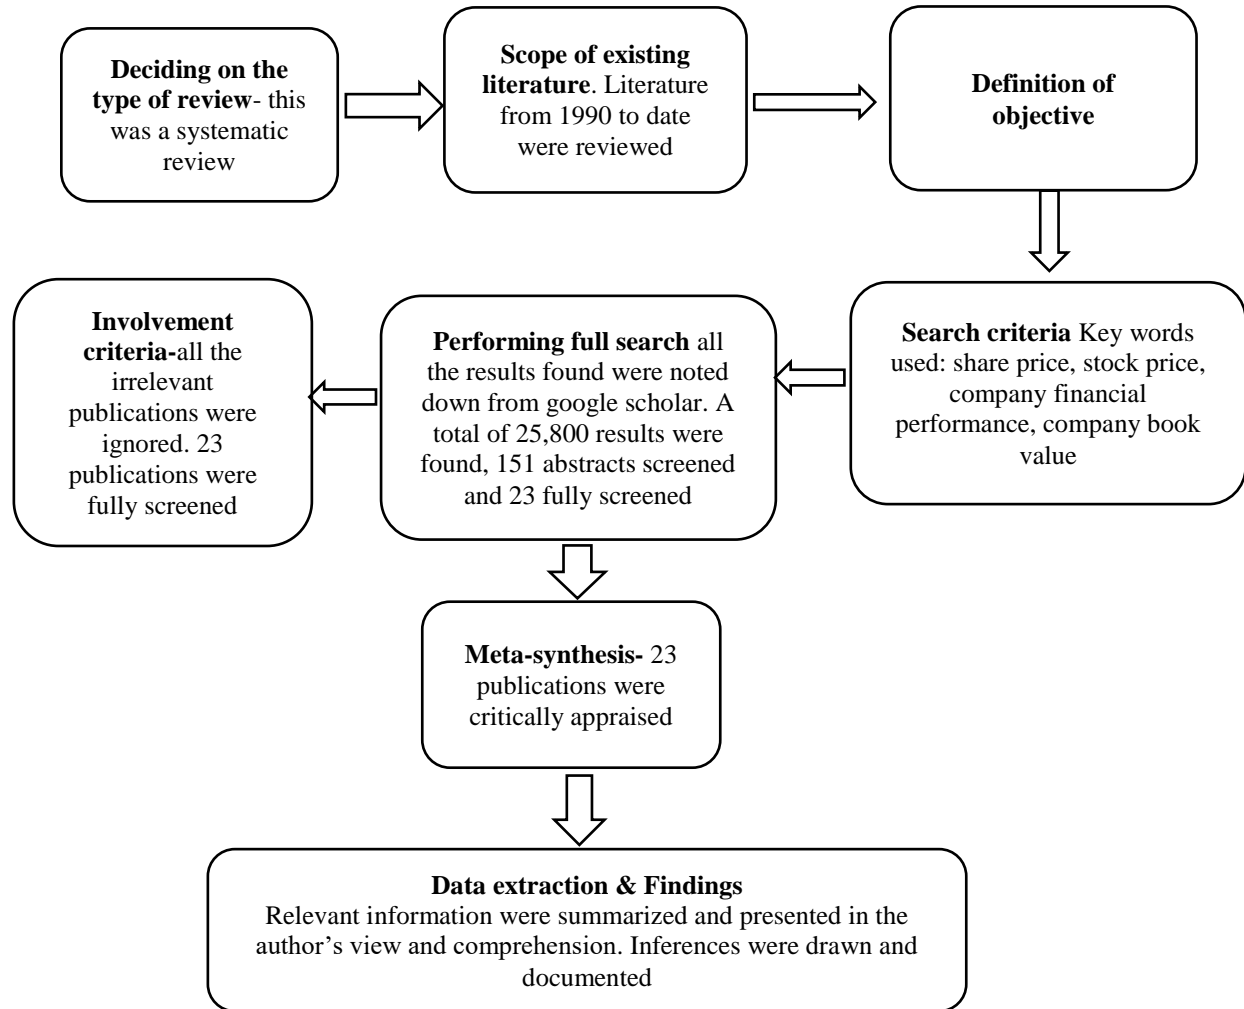 Deciding on the
type of review- this
was a systematic
review
Scope of existing
literature. Literature
from 1990 to date
were reviewed
Definition of
objective
Search criteria Key words
used: share price, stock price,
company financial
performance, company book
value
Performing full search all
the results found were noted
down from google scholar. A
total of 25,800 results were
found, 151 abstracts screened
and 23 fully screened
Involvement
criteria-all the
irrelevant
publications were
ignored. 23
publications were
fully screened
Meta-synthesis- 23
publications were
critically appraised
Data extraction & Findings
Relevant information were summarized and presented in the
author’s view and comprehension. Inferences were drawn and
documented